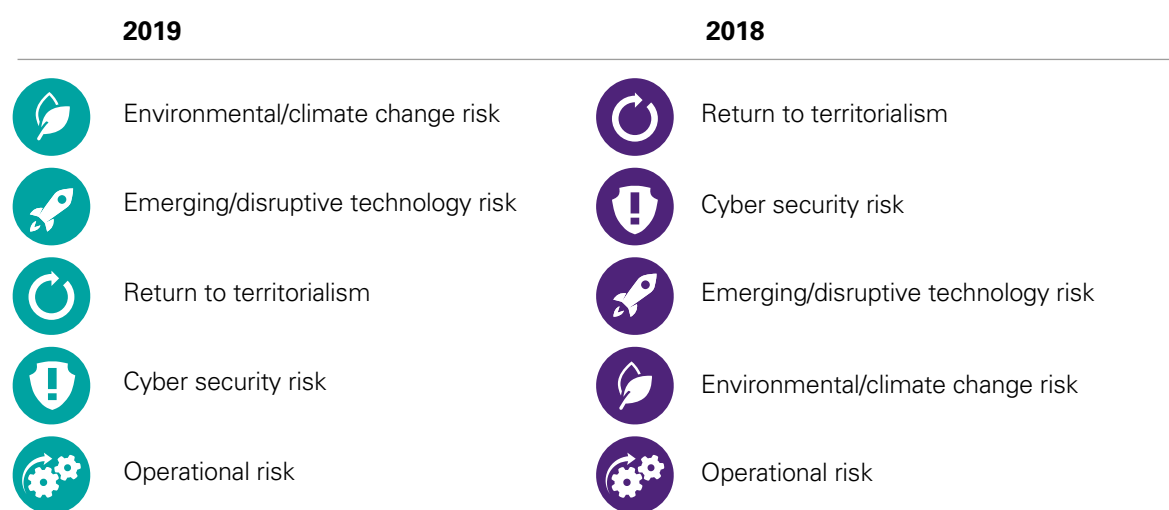 2019 2018
Environmental/climate change risk Return to territorialism
Emerging/disruptive technology risk Cyber security risk
Return to territorialism Emerging/disruptive technology risk
Cyber security risk Environmental/climate change risk
Operational risk Operational risk